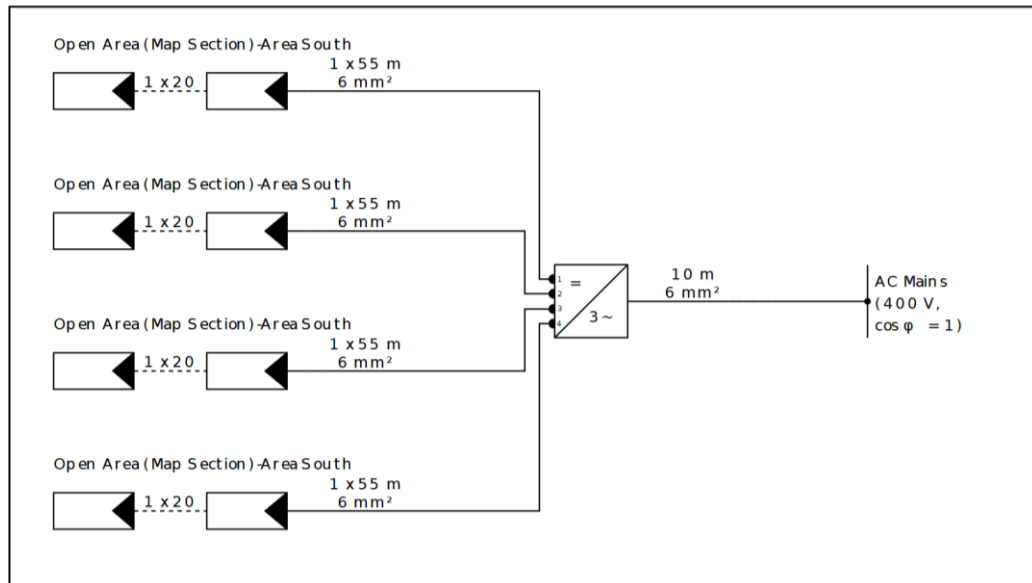 Open Area (Map Section)-Area South
1 x 55 m
6 mm²
1 x 20
Open Area (Map Section)-Area South
1 x 55 m
6 mm²
1 x 20
1
2
3
4
=
3 ~
10 m
6 mm²
AC Mains
(400 V,
cos φ = 1)
Open Area (Map Section)-Area South
1 x 55 m
6 mm²
1 x 20
Open Area (Map Section)-Area South
1 x 55 m
6 mm²
1 x 20